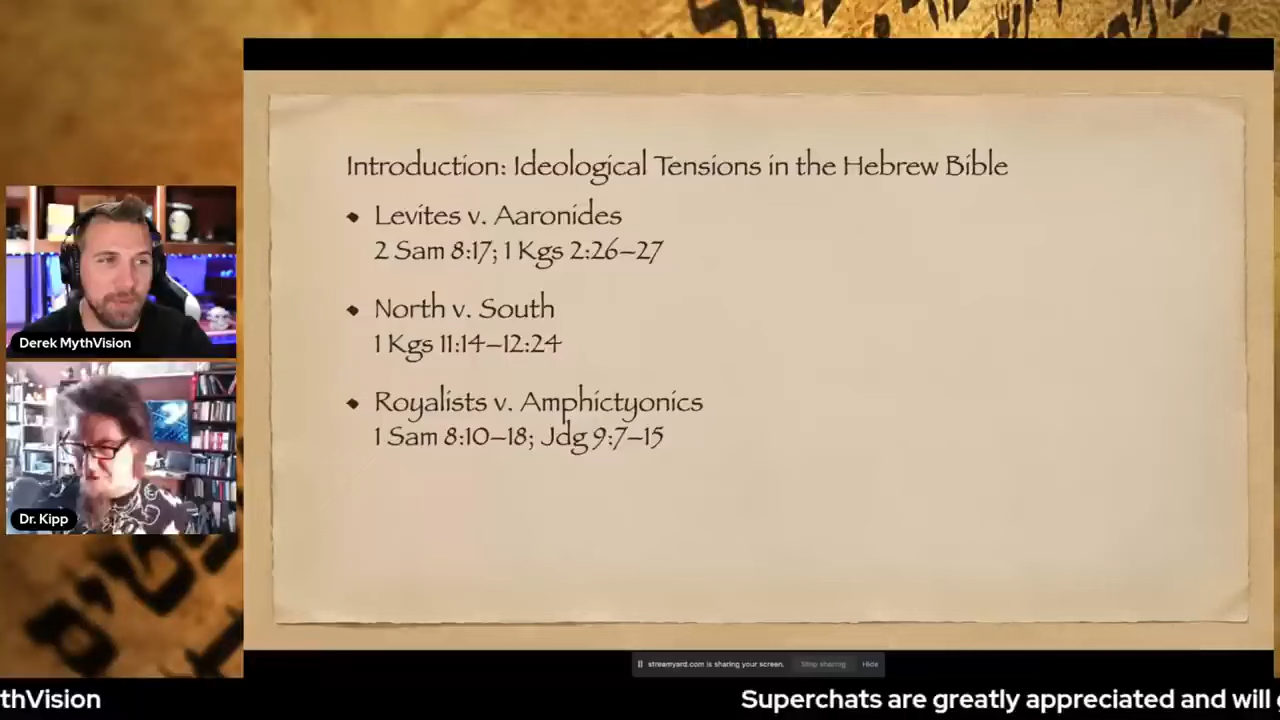 Introduction: Ideological Tensions in the Hebrew Bible
Levites v. Aaronides
2 Sam 8:17; 1 Kgs 2:26–27
North v. South
1 Kgs 11:14–12:24
Royalists v. Amphictyonics
1 Sam 8:10–18; Jdg 9:7–15
Derek MythVision
Dr. Kipp
streamyard.com is sharing your screen. Stop sharing Hide
thVision Superchats are greatly appreciated and will